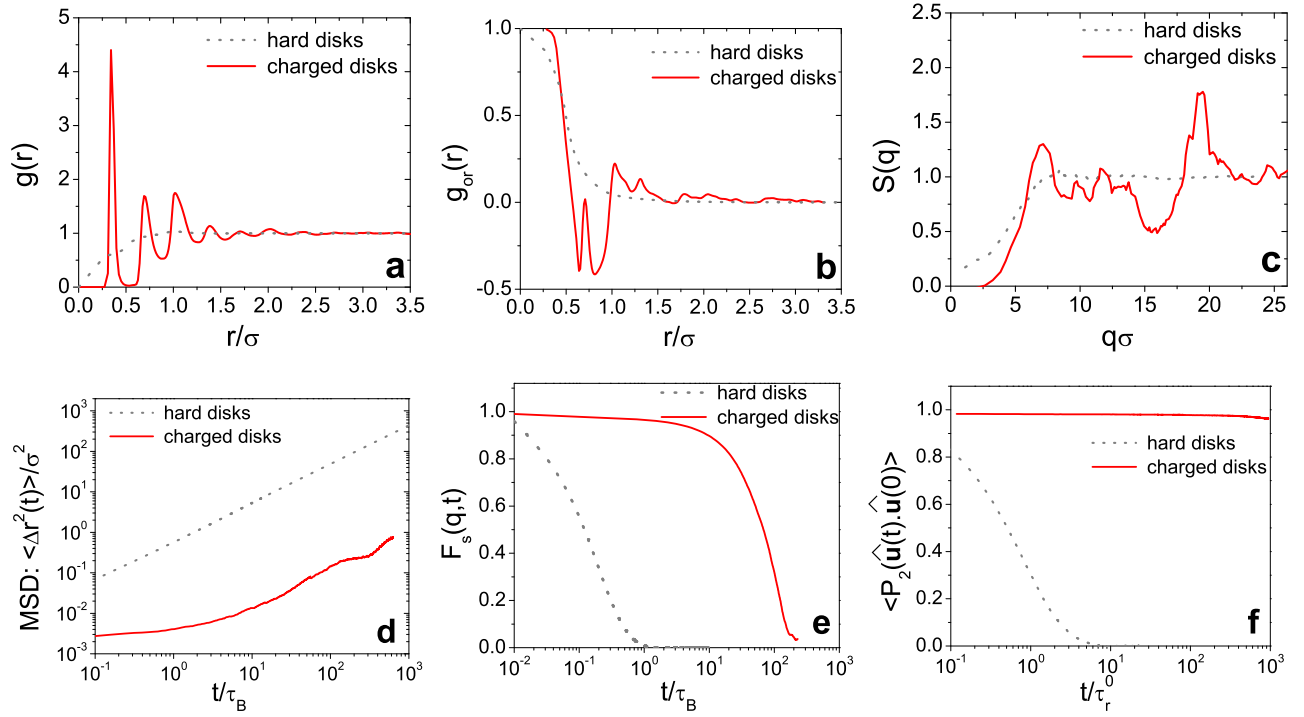 5
4
3
2
1
0
g(r)
hard disks
charged disks
a
0.0 0.5 1.0 1.5 2.0 2.5 3.0 3.5
r/σ
1.0
0.5
0.0
-0.5
g_or(r)
hard disks
charged disks
b
0.0 0.5 1.0 1.5 2.0 2.5 3.0 3.5
r/σ
2.5
2.0
1.5
1.0
0.5
0.0
S(q)
hard disks
charged disks
c
0 5 10 15 20 25
qσ
10³
10²
10¹
10⁰
10⁻¹
10⁻²
10⁻³
MSD: <Δr²(t)>/σ²
hard disks
charged disks
d
10⁻¹ 10⁰ 10¹ 10² 10³
t/τ_B
1.0
0.8
0.6
0.4
0.2
0.0
F_s(q,t)
hard disks
charged disks
e
10⁻² 10⁻¹ 10⁰ 10¹ 10² 10³
t/τ_B
1.0
0.8
0.6
0.4
0.2
0.0
<P₂(û(t).û(0)>
hard disks
charged disks
f
10⁻¹ 10⁰ 10¹ 10² 10³
t/τ_r⁰